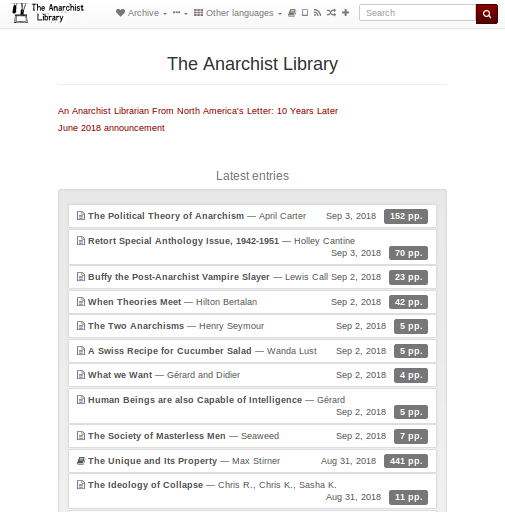 The Anarchist
Library
Archive
Other languages
Search
The Anarchist Library
An Anarchist Librarian From North America's Letter: 10 Years Later
June 2018 announcement
Latest entries
The Political Theory of Anarchism — April Carter Sep 3, 2018 152 pp.
Retort Special Anthology Issue, 1942-1951 — Holley Cantine
Sep 3, 2018 70 pp.
Buffy the Post-Anarchist Vampire Slayer — Lewis Call Sep 2, 2018 23 pp.
When Theories Meet — Hilton Bertalan Sep 2, 2018 42 pp.
The Two Anarchisms — Henry Seymour Sep 2, 2018 5 pp.
A Swiss Recipe for Cucumber Salad — Wanda Lust Sep 2, 2018 5 pp.
What we Want — Gérard and Didier Sep 2, 2018 4 pp.
Human Beings are also Capable of Intelligence — Gérard
Sep 2, 2018 5 pp.
The Society of Masterless Men — Seaweed Sep 2, 2018 7 pp.
The Unique and Its Property — Max Stirner Aug 31, 2018 441 pp.
The Ideology of Collapse — Chris R., Chris K., Sasha K.
Aug 31, 2018 11 pp.